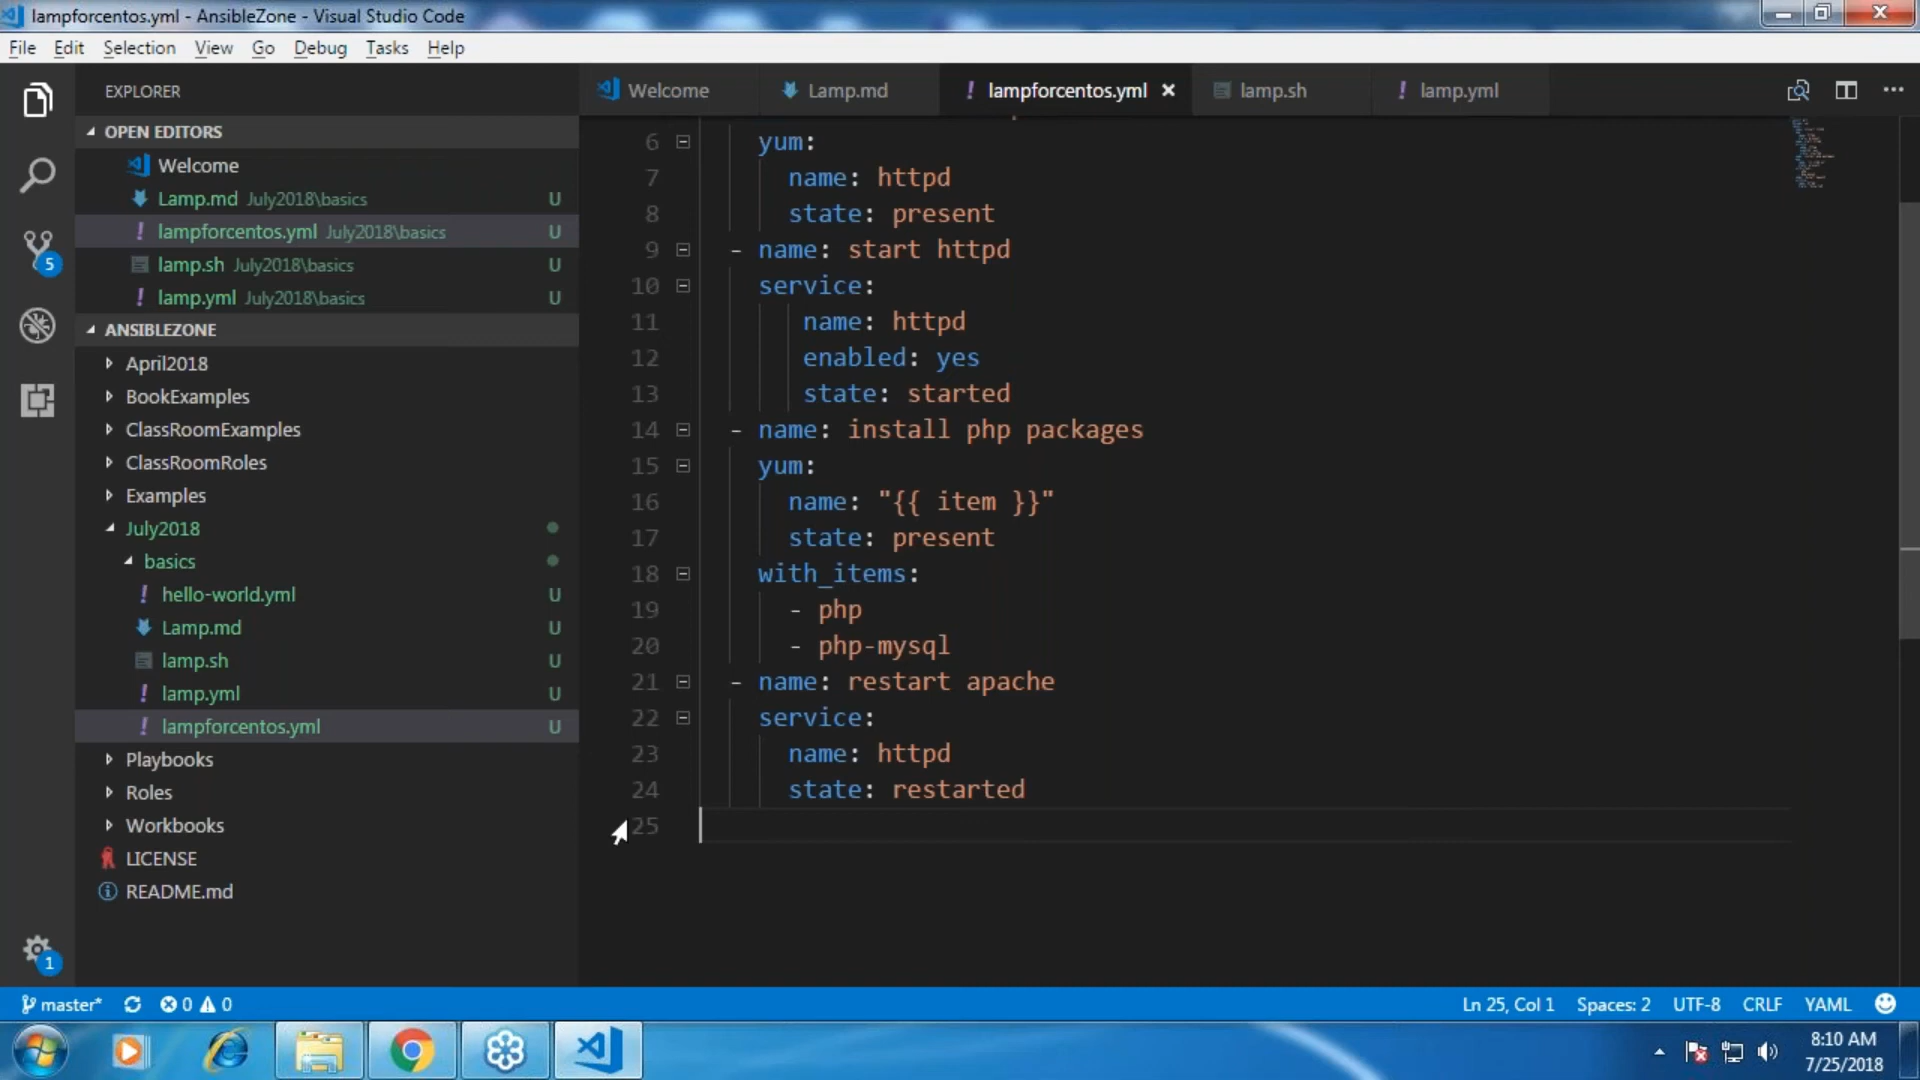 lampforcentos.yml - AnsibleZone - Visual Studio Code
File Edit Selection View Go Debug Tasks Help
EXPLORER
Welcome
Lamp.md
! lampforcentos.yml ×
lamp.sh
! lamp.yml
OPEN EDITORS
Welcome
Lamp.md July2018\basics U
! lampforcentos.yml July2018\basics U
lamp.sh July2018\basics U
! lamp.yml July2018\basics U
ANSIBLEZONE
April2018
BookExamples
ClassRoomExamples
ClassRoomRoles
Examples
July2018
basics
! hello-world.yml U
Lamp.md U
lamp.sh U
! lamp.yml U
! lampforcentos.yml U
Playbooks
Roles
Workbooks
LICENSE
README.md
5
1
6 yum:
7 name: httpd
8 state: present
9 - name: start httpd
10 service:
11 name: httpd
12 enabled: yes
13 state: started
14 - name: install php packages
15 yum:
16 name: "{{ item }}"
17 state: present
18 with_items:
19 - php
20 - php-mysql
21 - name: restart apache
22 service:
23 name: httpd
24 state: restarted
25
master* 0 0
Ln 25, Col 1 Spaces: 2 UTF-8 CRLF YAML
8:10 AM
7/25/2018